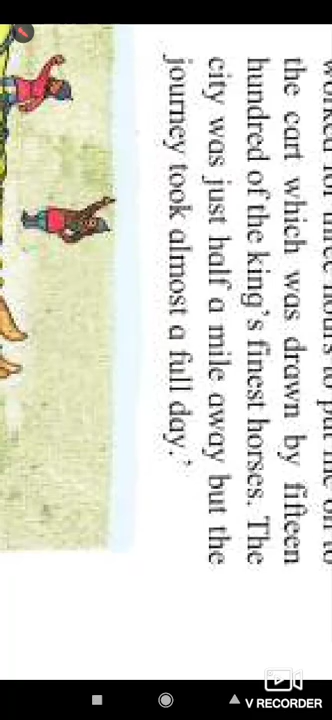 the cart which was drawn by fifteen
hundred of the king's finest horses. The
city was just half a mile away but the
journey took almost a full day.'
V RECORDER